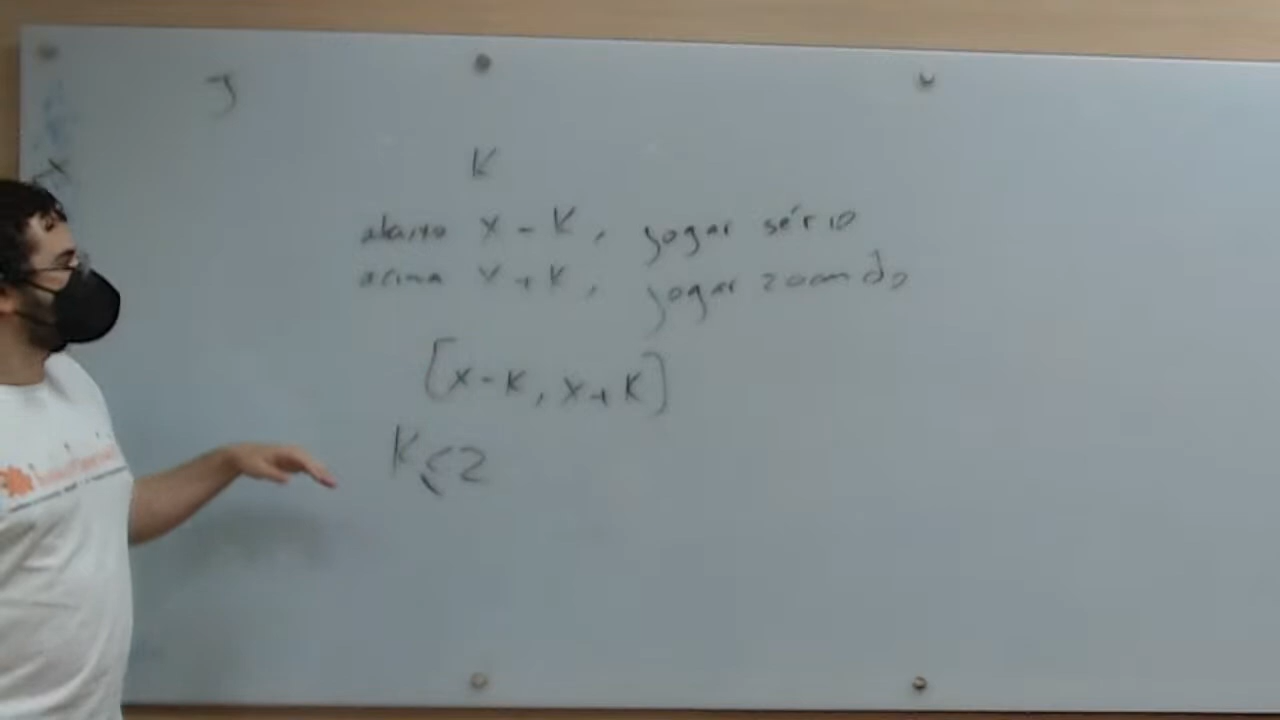 J
K
abaixo x - K, jogar sério
acima x + K, jogar zoando
[x - K, x + K]
K ≤ 2